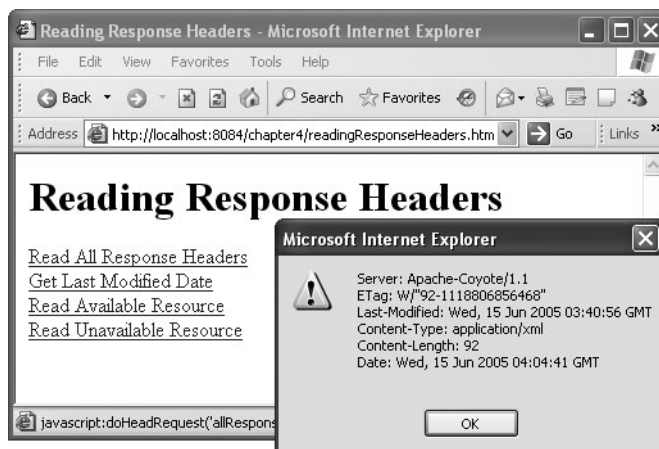 Reading Response Headers - Microsoft Internet Explorer
File Edit View Favorites Tools Help
Back Search Favorites
Address http://localhost:8084/chapter4/readingResponseHeaders.htm Go Links »
Reading Response Headers
Read All Response Headers
Get Last Modified Date
Read Available Resource
Read Unavailable Resource
Microsoft Internet Explorer
Server: Apache-Coyote/1.1
ETag: W/"92-1118806856468"
Last-Modified: Wed, 15 Jun 2005 03:40:56 GMT
Content-Type: application/xml
Content-Length: 92
Date: Wed, 15 Jun 2005 04:04:41 GMT
OK
javascript:doHeadRequest('allRespon